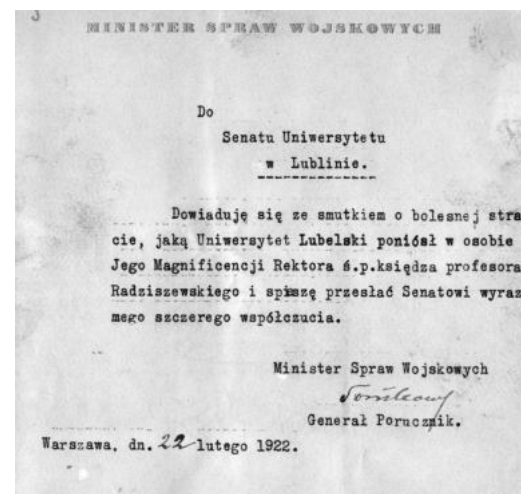 MINISTER SPRAW WOJSKOWYCH
Do
Senatu Uniwersytetu
w Lublinie.
Dowiaduję się ze smutkiem o bolesnej stra
cie, jaką Uniwersytet Lubelski poniósł w osobie
Jego Magnificencji Rektora ś.p.księdza profesora
Radziszewskiego i spieszę przesłać Senatowi wyraz
mego szczerego współczucia.
Minister Spraw Wojskowych
Generał Porucznik.
Warszawa, dn. 22 lutego 1922.